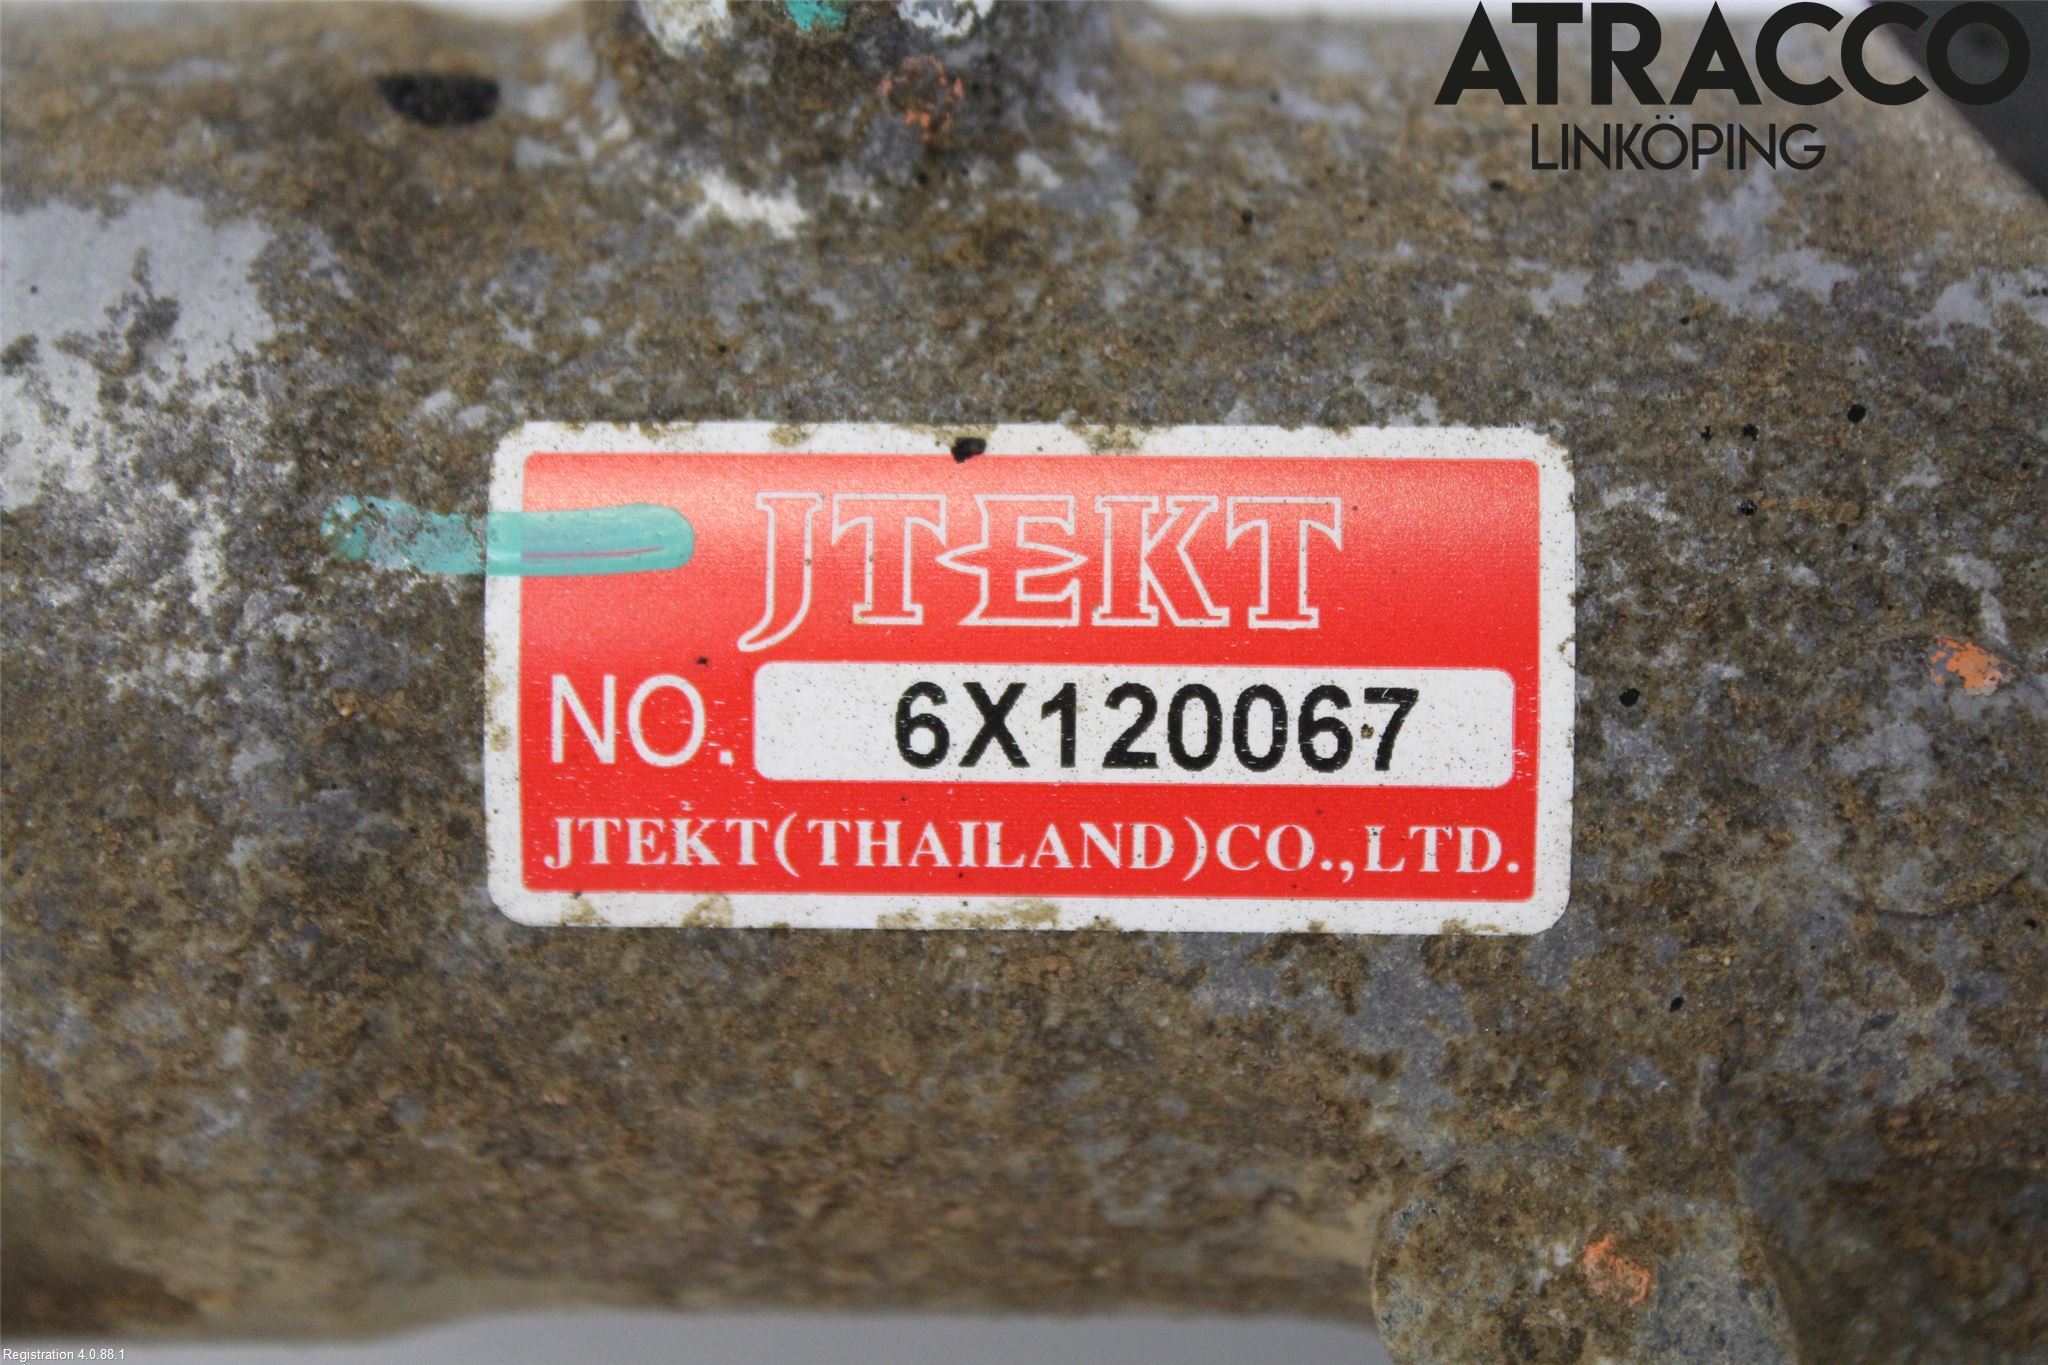 ATRACCO
LINKÖPING
JTEKT
NO. 6X120067
JTEKT(THAILAND)CO.,LTD.
Registration 4.0.88.1